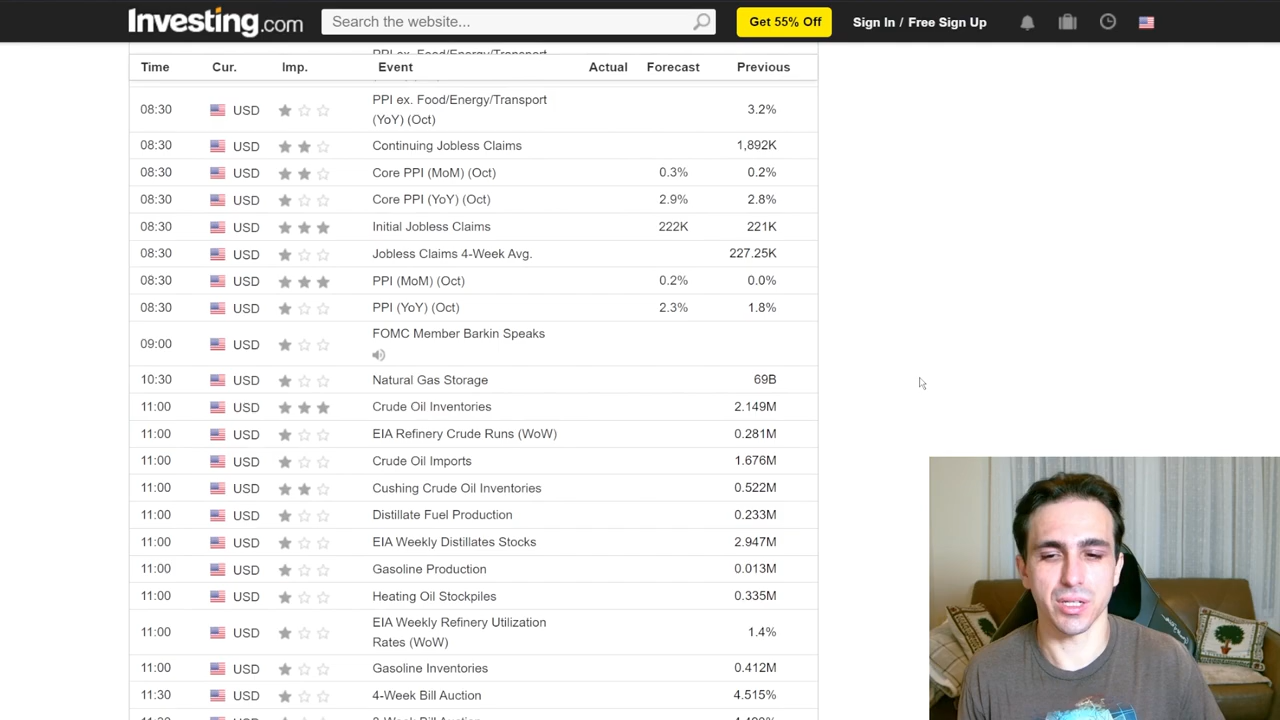 Investing.com Search the website... Get 55% Off Sign In / Free Sign Up
PPI ex. Food/Energy/Transport
Time Cur. Imp. Event Actual Forecast Previous
08:30 USD PPI ex. Food/Energy/Transport 3.2%
(YoY) (Oct)
08:30 USD Continuing Jobless Claims 1,892K
08:30 USD Core PPI (MoM) (Oct) 0.3% 0.2%
08:30 USD Core PPI (YoY) (Oct) 2.9% 2.8%
08:30 USD Initial Jobless Claims 222K 221K
08:30 USD Jobless Claims 4-Week Avg. 227.25K
08:30 USD PPI (MoM) (Oct) 0.2% 0.0%
08:30 USD PPI (YoY) (Oct) 2.3% 1.8%
09:00 USD FOMC Member Barkin Speaks
10:30 USD Natural Gas Storage 69B
11:00 USD Crude Oil Inventories 2.149M
11:00 USD EIA Refinery Crude Runs (WoW) 0.281M
11:00 USD Crude Oil Imports 1.676M
11:00 USD Cushing Crude Oil Inventories 0.522M
11:00 USD Distillate Fuel Production 0.233M
11:00 USD EIA Weekly Distillates Stocks 2.947M
11:00 USD Gasoline Production 0.013M
11:00 USD Heating Oil Stockpiles 0.335M
11:00 USD EIA Weekly Refinery Utilization 1.4%
Rates (WoW)
11:00 USD Gasoline Inventories 0.412M
11:30 USD 4-Week Bill Auction 4.515%